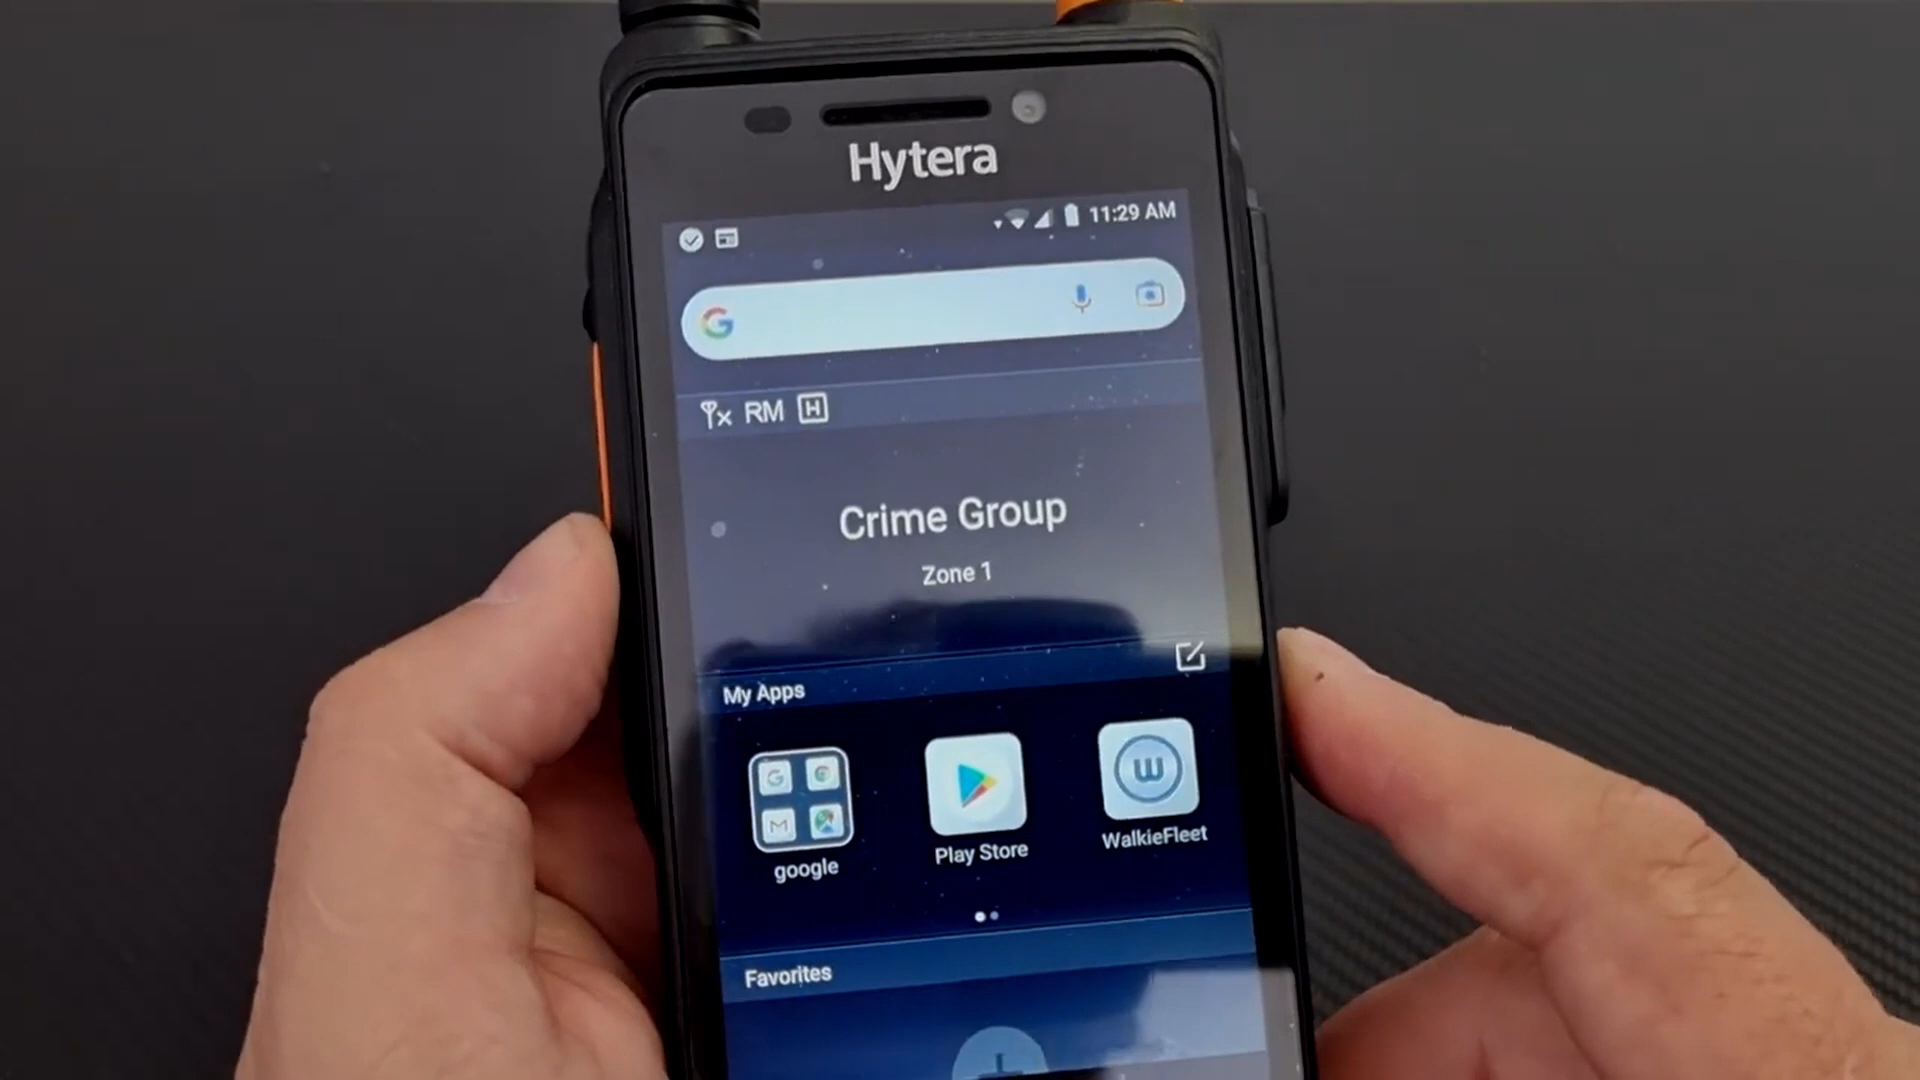 Hytera
11:29 AM
RM H
Crime Group
Zone 1
My Apps
google
Play Store
W
WalkieFleet
Favorites